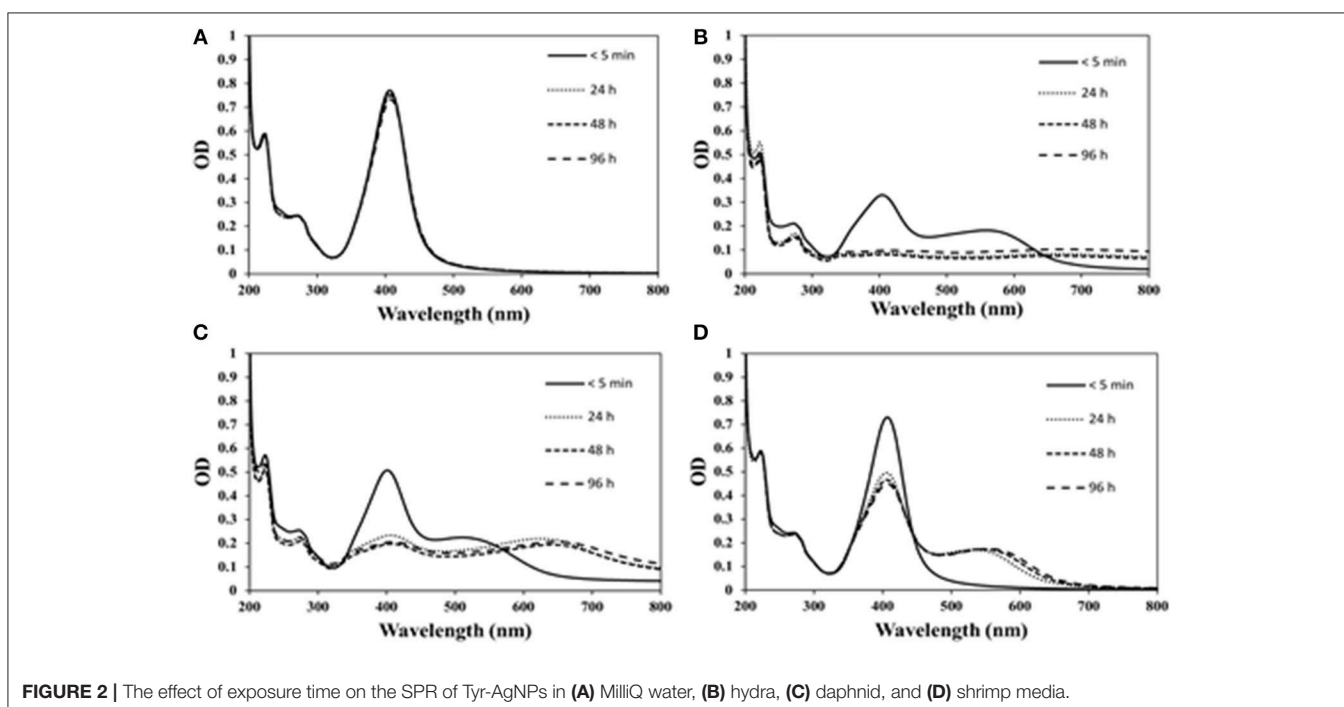 A
OD
1
0.9
0.8
0.7
0.6
0.5
0.4
0.3
0.2
0.1
0
200 300 400 500 600 700 800
Wavelength (nm)
< 5 min
24 h
48 h
96 h
B
OD
1
0.9
0.8
0.7
0.6
0.5
0.4
0.3
0.2
0.1
0
200 300 400 500 600 700 800
Wavelength (nm)
< 5 min
24 h
48 h
96 h
C
OD
1
0.9
0.8
0.7
0.6
0.5
0.4
0.3
0.2
0.1
0
200 300 400 500 600 700 800
Wavelength (nm)
< 5 min
24 h
48 h
96 h
D
OD
1
0.9
0.8
0.7
0.6
0.5
0.4
0.3
0.2
0.1
0
200 300 400 500 600 700 800
Wavelength (nm)
< 5 min
24 h
48 h
96 h
FIGURE 2 | The effect of exposure time on the SPR of Tyr-AgNPs in (A) MilliQ water, (B) hydra, (C) daphnid, and (D) shrimp media.